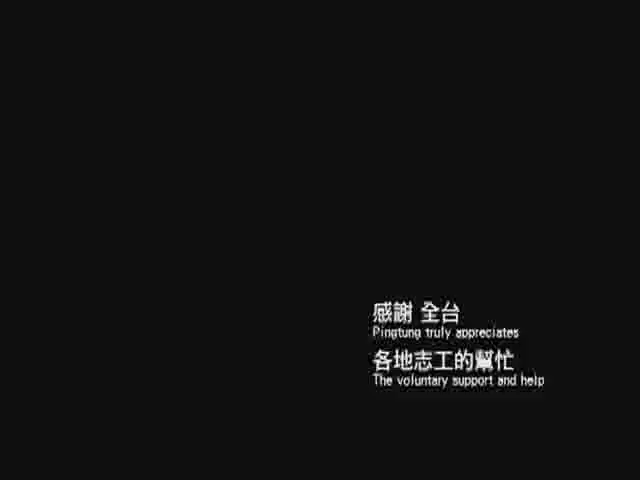 感謝 全台
Pingtung truly appreciates
各地志工的幫忙
The voluntary support and help